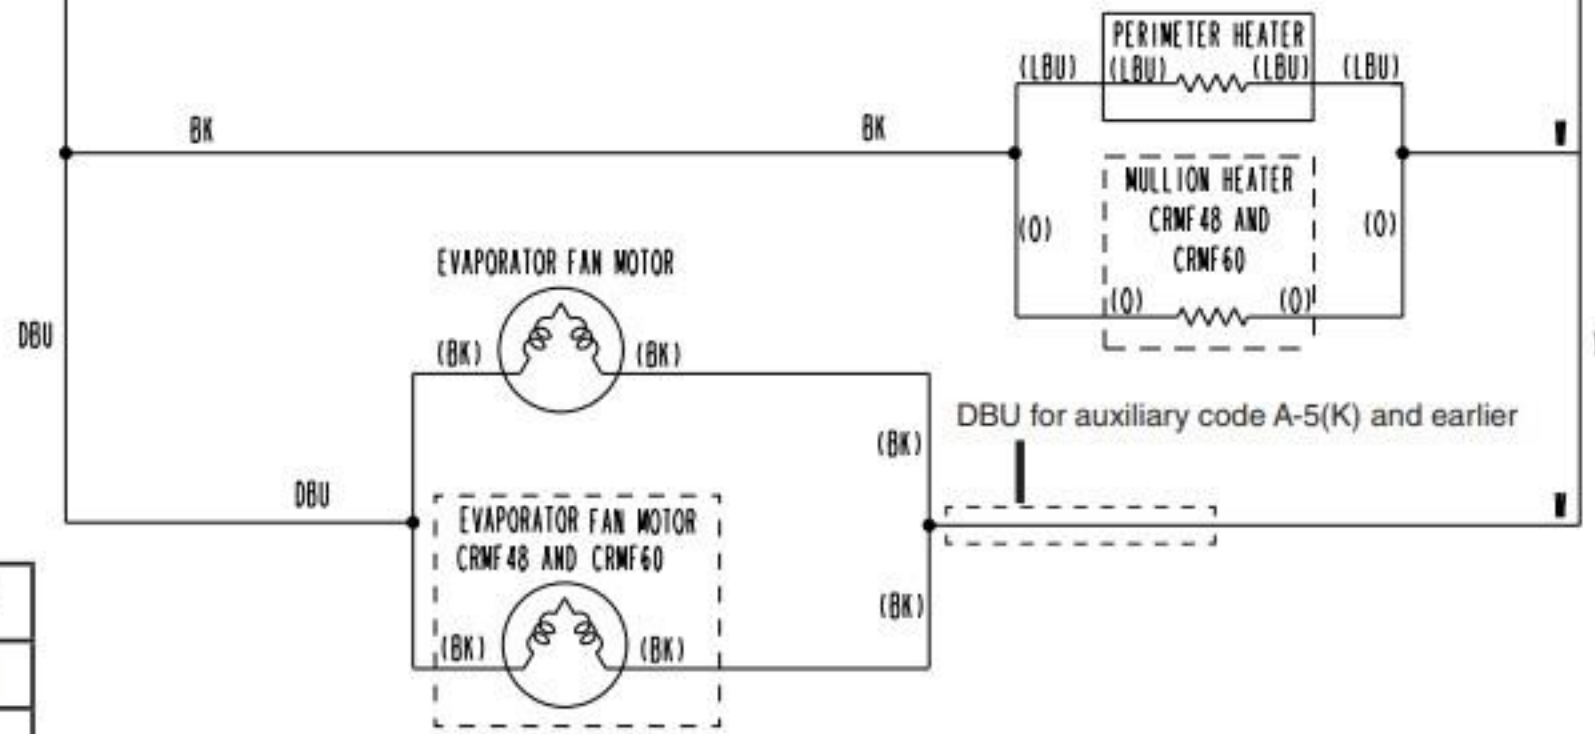 PERIMETER HEATER
(LBU) (LBU) (LBU) (LBU)
BK BK W
MULLION HEATER
CRMF48 AND
CRMF60
(O) (O)
(O) (O)
EVAPORATOR FAN MOTOR
DBU
(BK) (BK)
DBU for auxiliary code A-5(K) and earlier
(BK)
DBU
W
EVAPORATOR FAN MOTOR
CRMF48 AND CRMF60
(BK)
(BK) (BK)